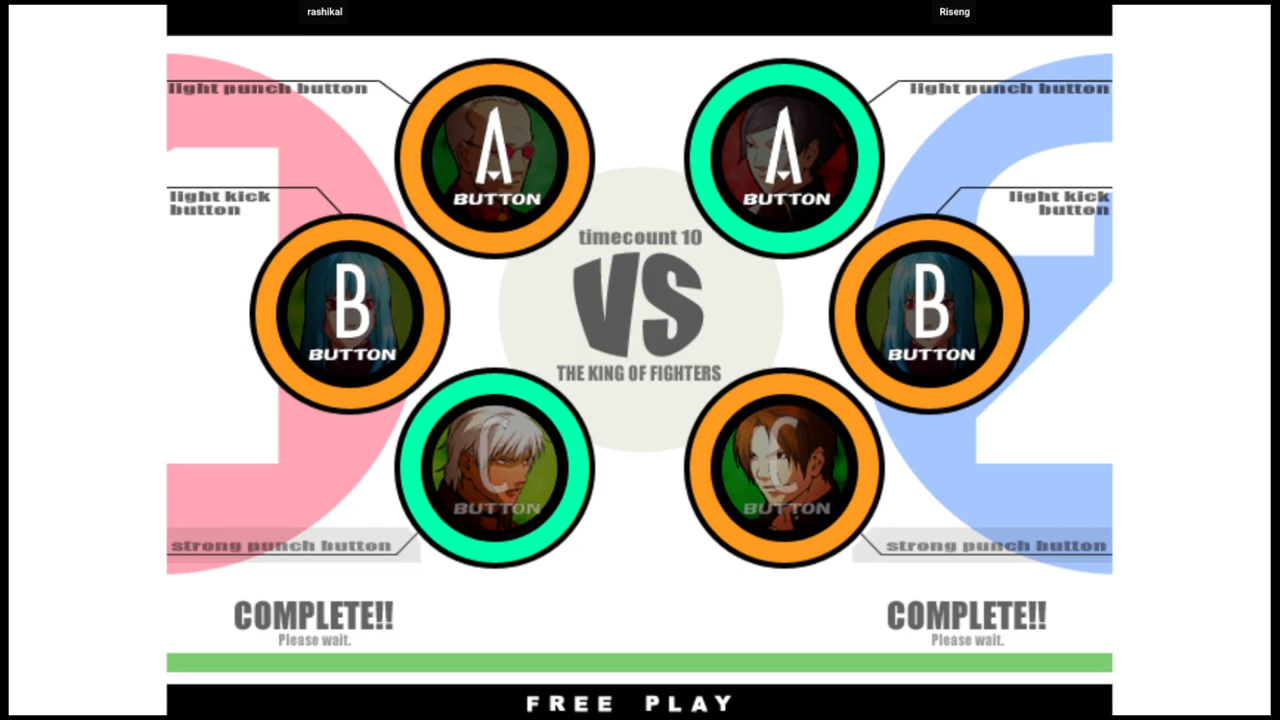 rashikal
Riseng
light punch button
light punch button
A
BUTTON
A
BUTTON
light kick
button
light kick
button
timecount 10
VS
THE KING OF FIGHTERS
B
BUTTON
B
BUTTON
C
BUTTON
C
BUTTON
strong punch button
strong punch button
COMPLETE!!
Please wait.
COMPLETE!!
Please wait.
FREE PLAY
1
2